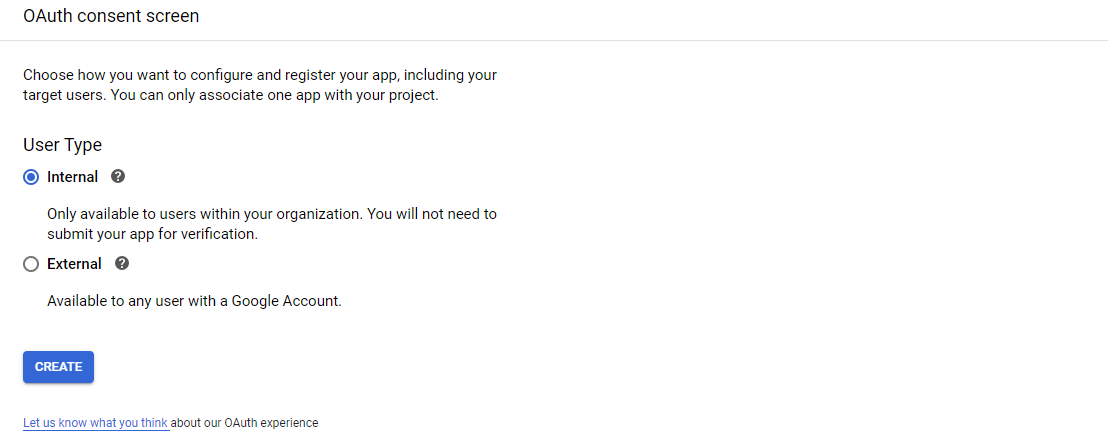 OAuth consent screen
Choose how you want to configure and register your app, including your
target users. You can only associate one app with your project.
User Type
Internal ?
Only available to users within your organization. You will not need to
submit your app for verification.
External ?
Available to any user with a Google Account.
CREATE
Let us know what you think about our OAuth experience